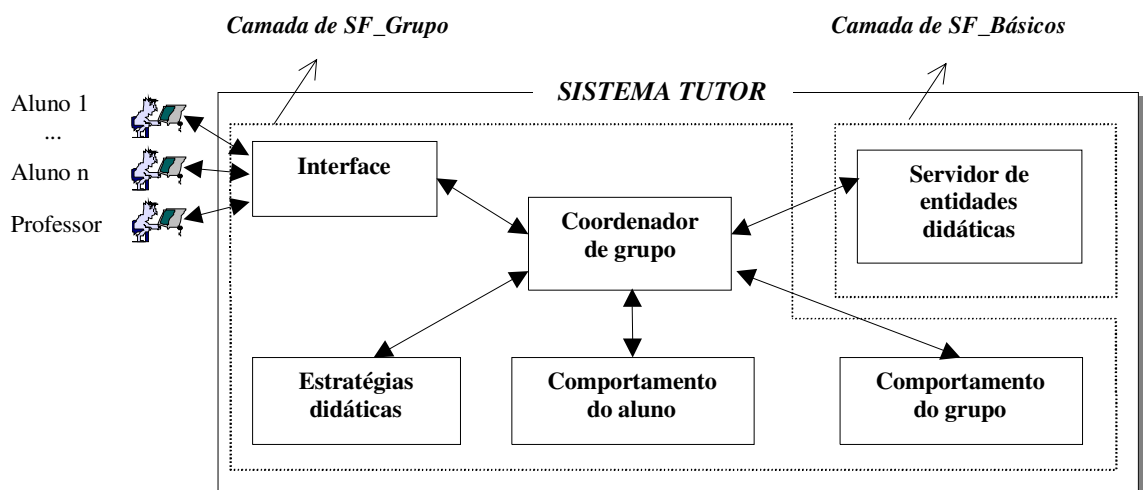 Camada de SF_Grupo
Camada de SF_Básicos
SISTEMA TUTOR
Aluno 1
...
Aluno n
Professor
Interface
Coordenador
de grupo
Servidor de
entidades
didáticas
Estratégias
didáticas
Comportamento
do aluno
Comportamento
do grupo